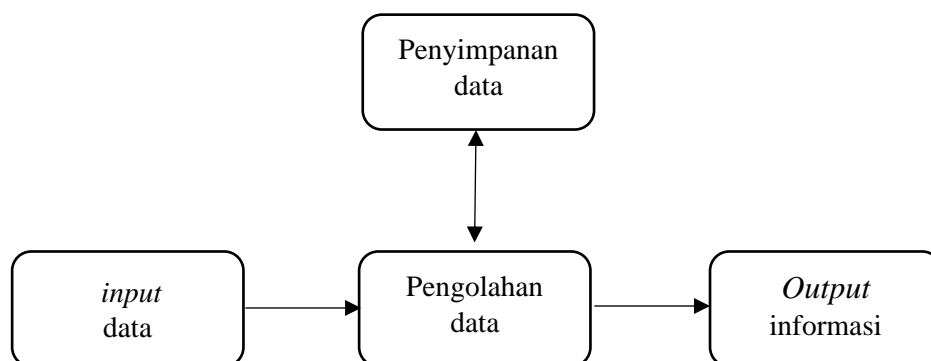 Penyimpanan
data
input
data
Pengolahan
data
Output
informasi